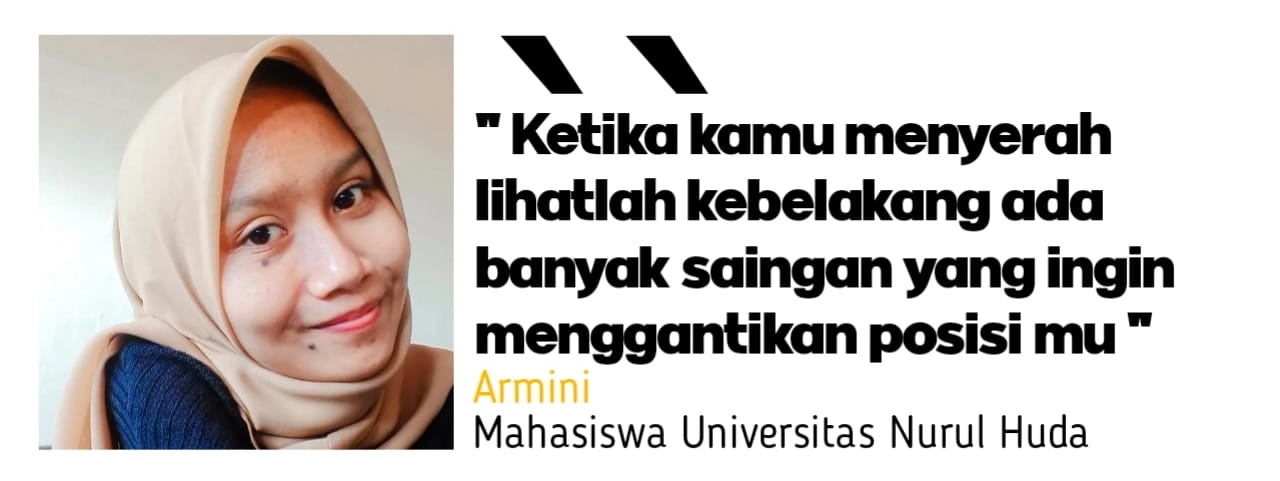 " Ketika kamu menyerah
lihatlah kebelakang ada
banyak saingan yang ingin
menggantikan posisi mu "
Armini
Mahasiswa Universitas Nurul Huda